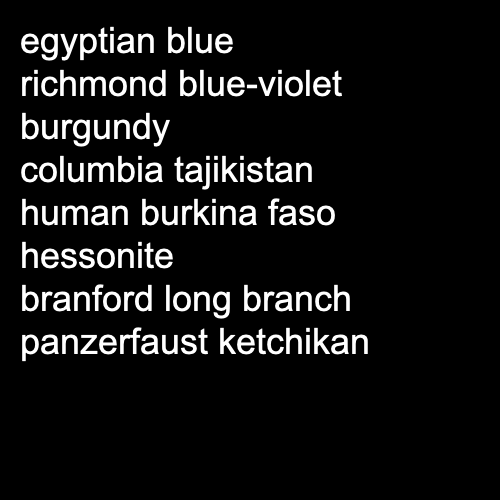 egyptian blue
richmond blue-violet
burgundy
columbia tajikistan
human burkina faso
hessonite
branford long branch
panzerfaust ketchikan